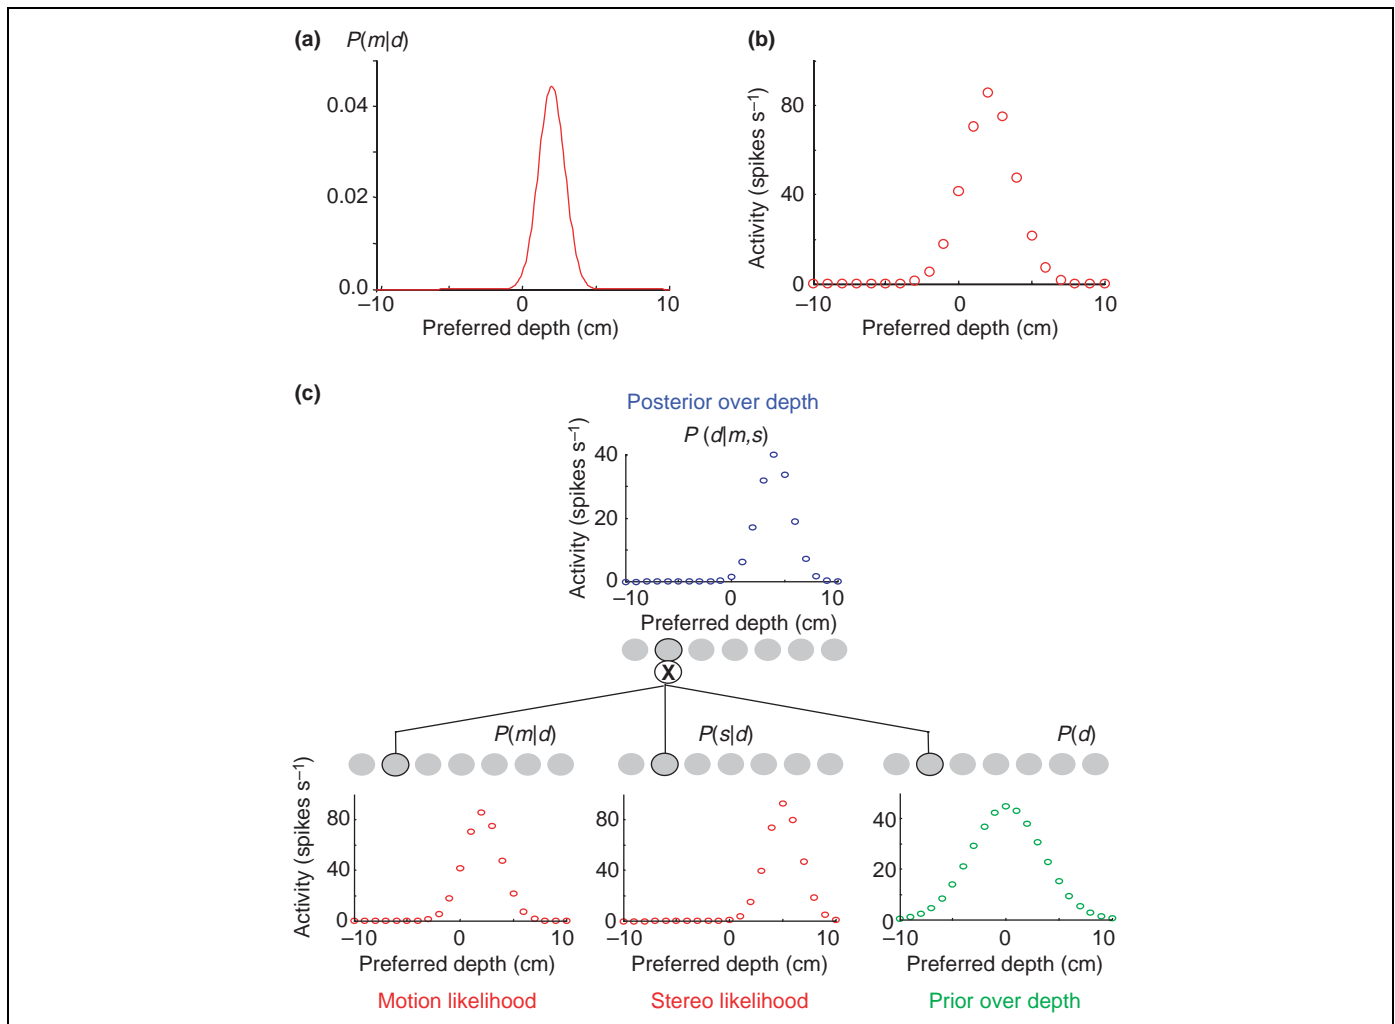 (a) P(m|d)
0.04
0.02
0.0
–10 0 10
Preferred depth (cm)
(b)
Activity (spikes s–1)
80
40
0
–10 0 10
Preferred depth (cm)
(c)
Posterior over depth
P (d|m,s)
Activity (spikes s–1)
40
20
0
–10 0 10
Preferred depth (cm)
X
P(m|d)
P(s|d)
P(d)
Activity (spikes s–1)
80
40
0
–10 0 10
Preferred depth (cm)
Motion likelihood
80
40
0
–10 0 10
Preferred depth (cm)
Stereo likelihood
40
20
0
–10 0 10
Preferred depth (cm)
Prior over depth